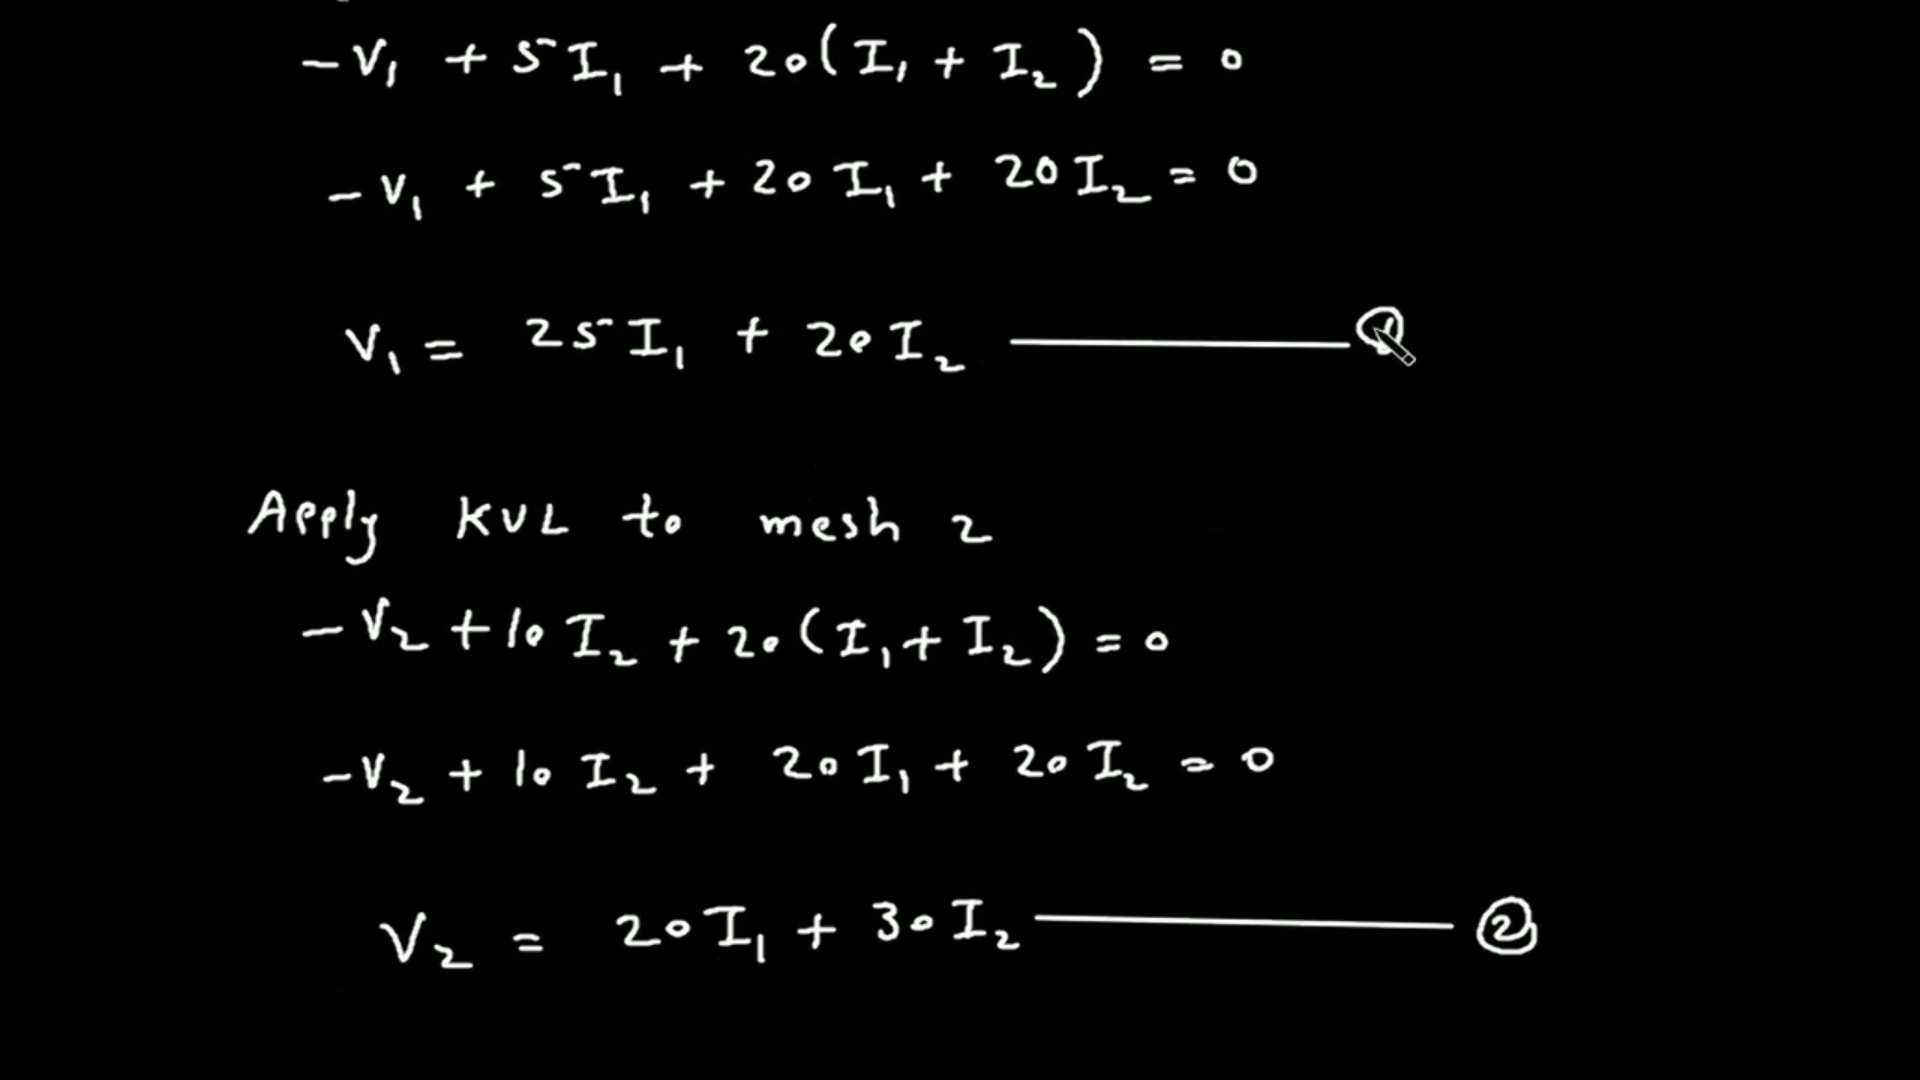 -V₁ + 5I₁ + 20(I₁ + I₂) = 0
-V₁ + 5I₁ + 20I₁ + 20I₂ = 0
V₁ = 25I₁ + 20I₂ ——— ①
Apply KVL to mesh 2
-V₂ + 10I₂ + 20(I₁ + I₂) = 0
-V₂ + 10I₂ + 20I₁ + 20I₂ = 0
V₂ = 20I₁ + 30I₂ ——— ②